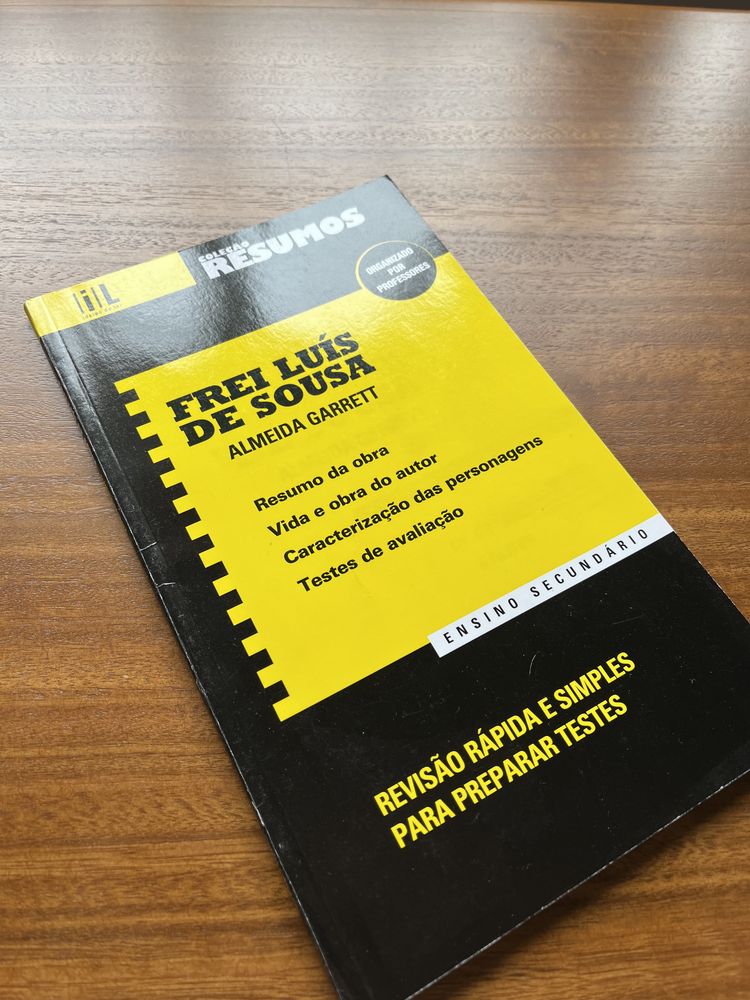 COLEÇÃO
RESUMOS
ORGANIZADO
POR
PROFESSORES
iL
FREI LUÍS
DE SOUSA
ALMEIDA GARRETT
Resumo da obra
Vida e obra do autor
Caracterização das personagens
Testes de avaliação
ENSINO SECUNDÁRIO
REVISÃO RÁPIDA E SIMPLES
PARA PREPARAR TESTES